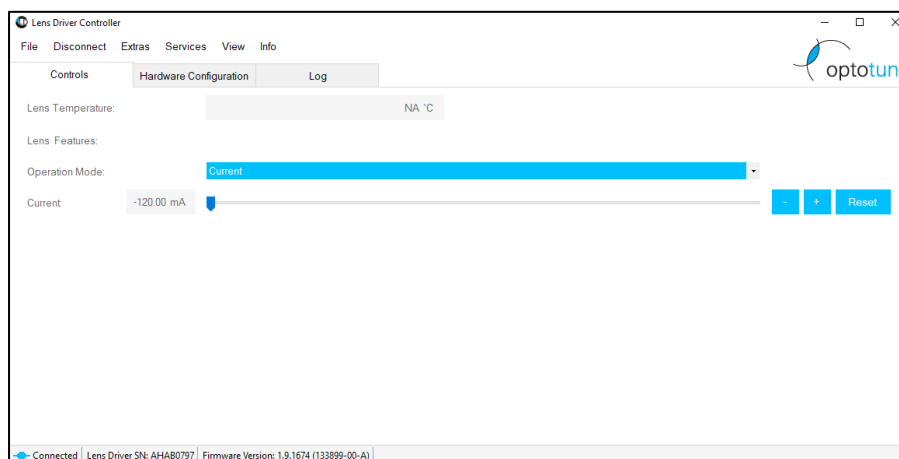 Lens Driver Controller
File Disconnect Extras Services View Info
optotun
Controls Hardware Configuration Log
Lens Temperature: NA °C
Lens Features:
Operation Mode: Current
Current: -120.00 mA - + Reset
Connected Lens Driver SN: AHAB0797 Firmware Version: 1.9.1674 (133899-00-A)